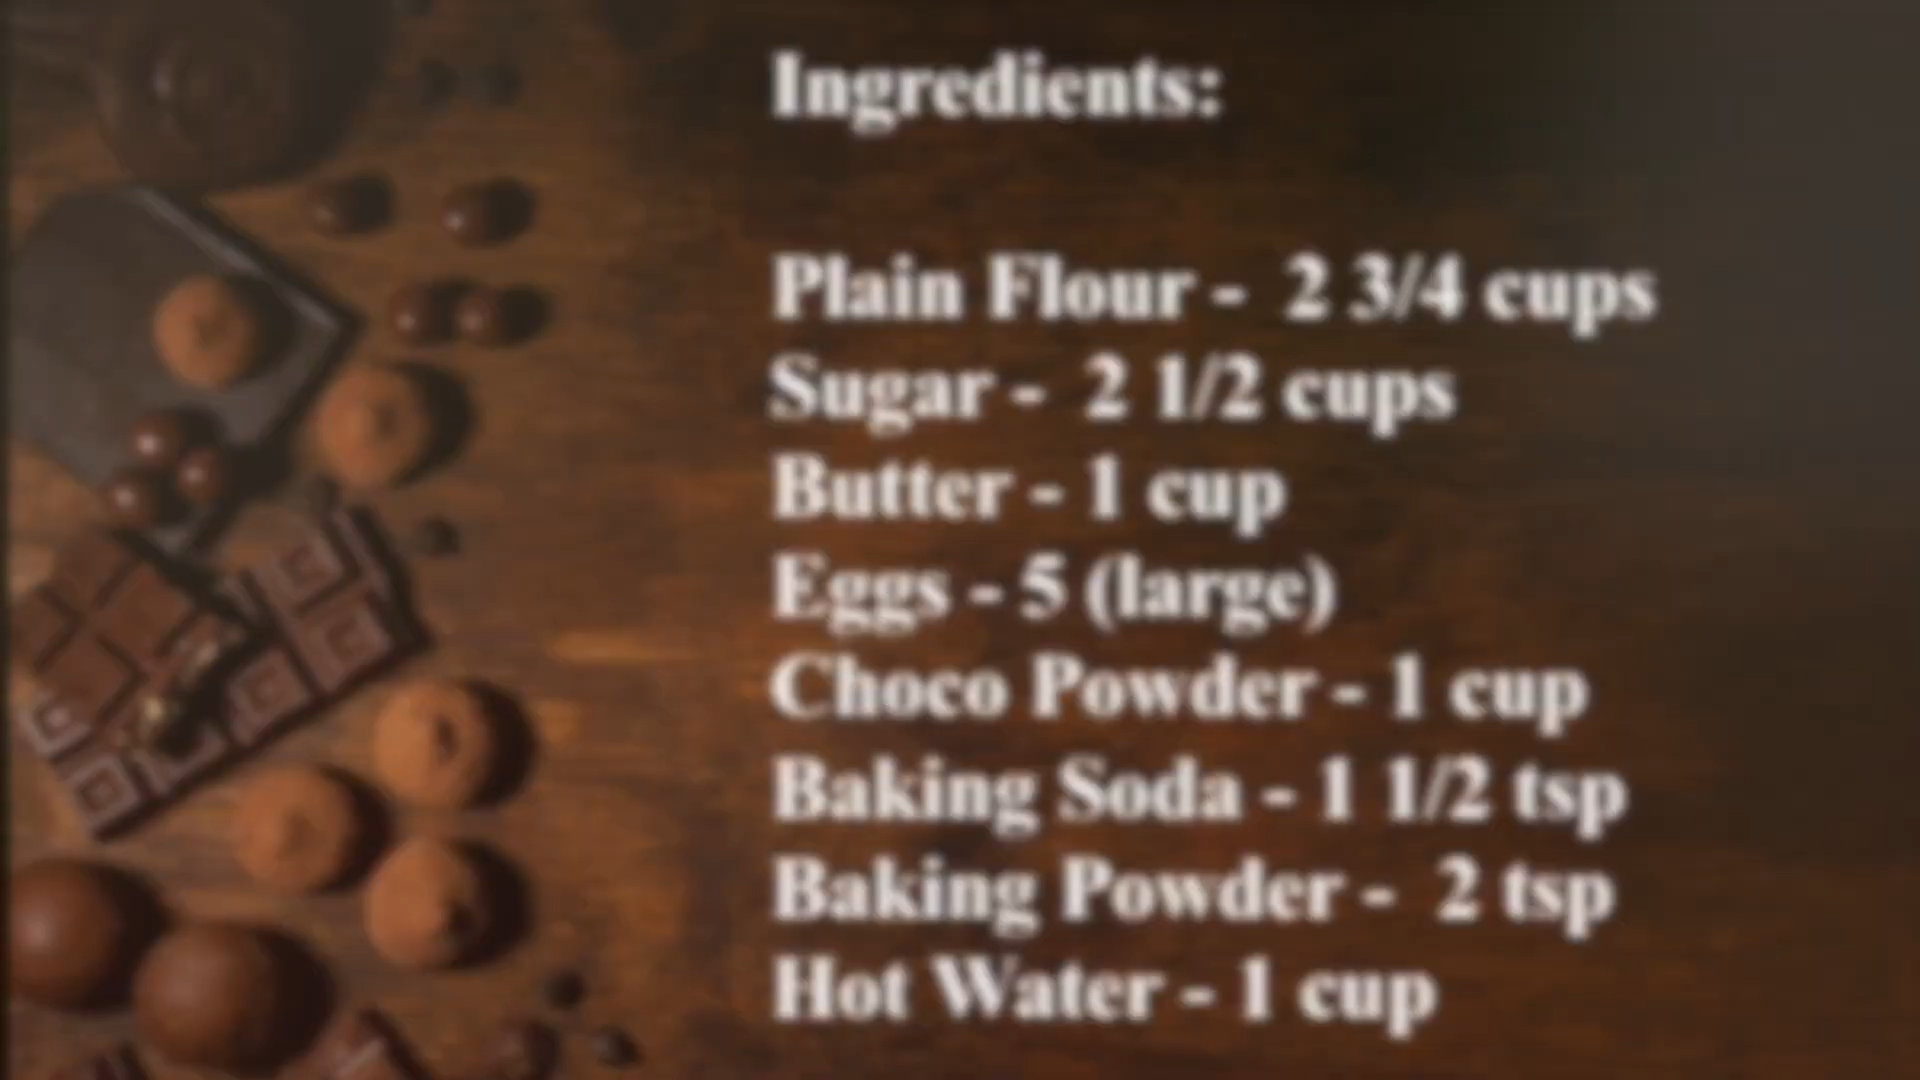 Ingredients:
Plain Flour - 2 3/4 cups
Sugar - 2 1/2 cups
Butter - 1 cup
Eggs - 5 (large)
Choco Powder - 1 cup
Baking Soda - 1 1/2 tsp
Baking Powder - 2 tsp
Hot Water - 1 cup